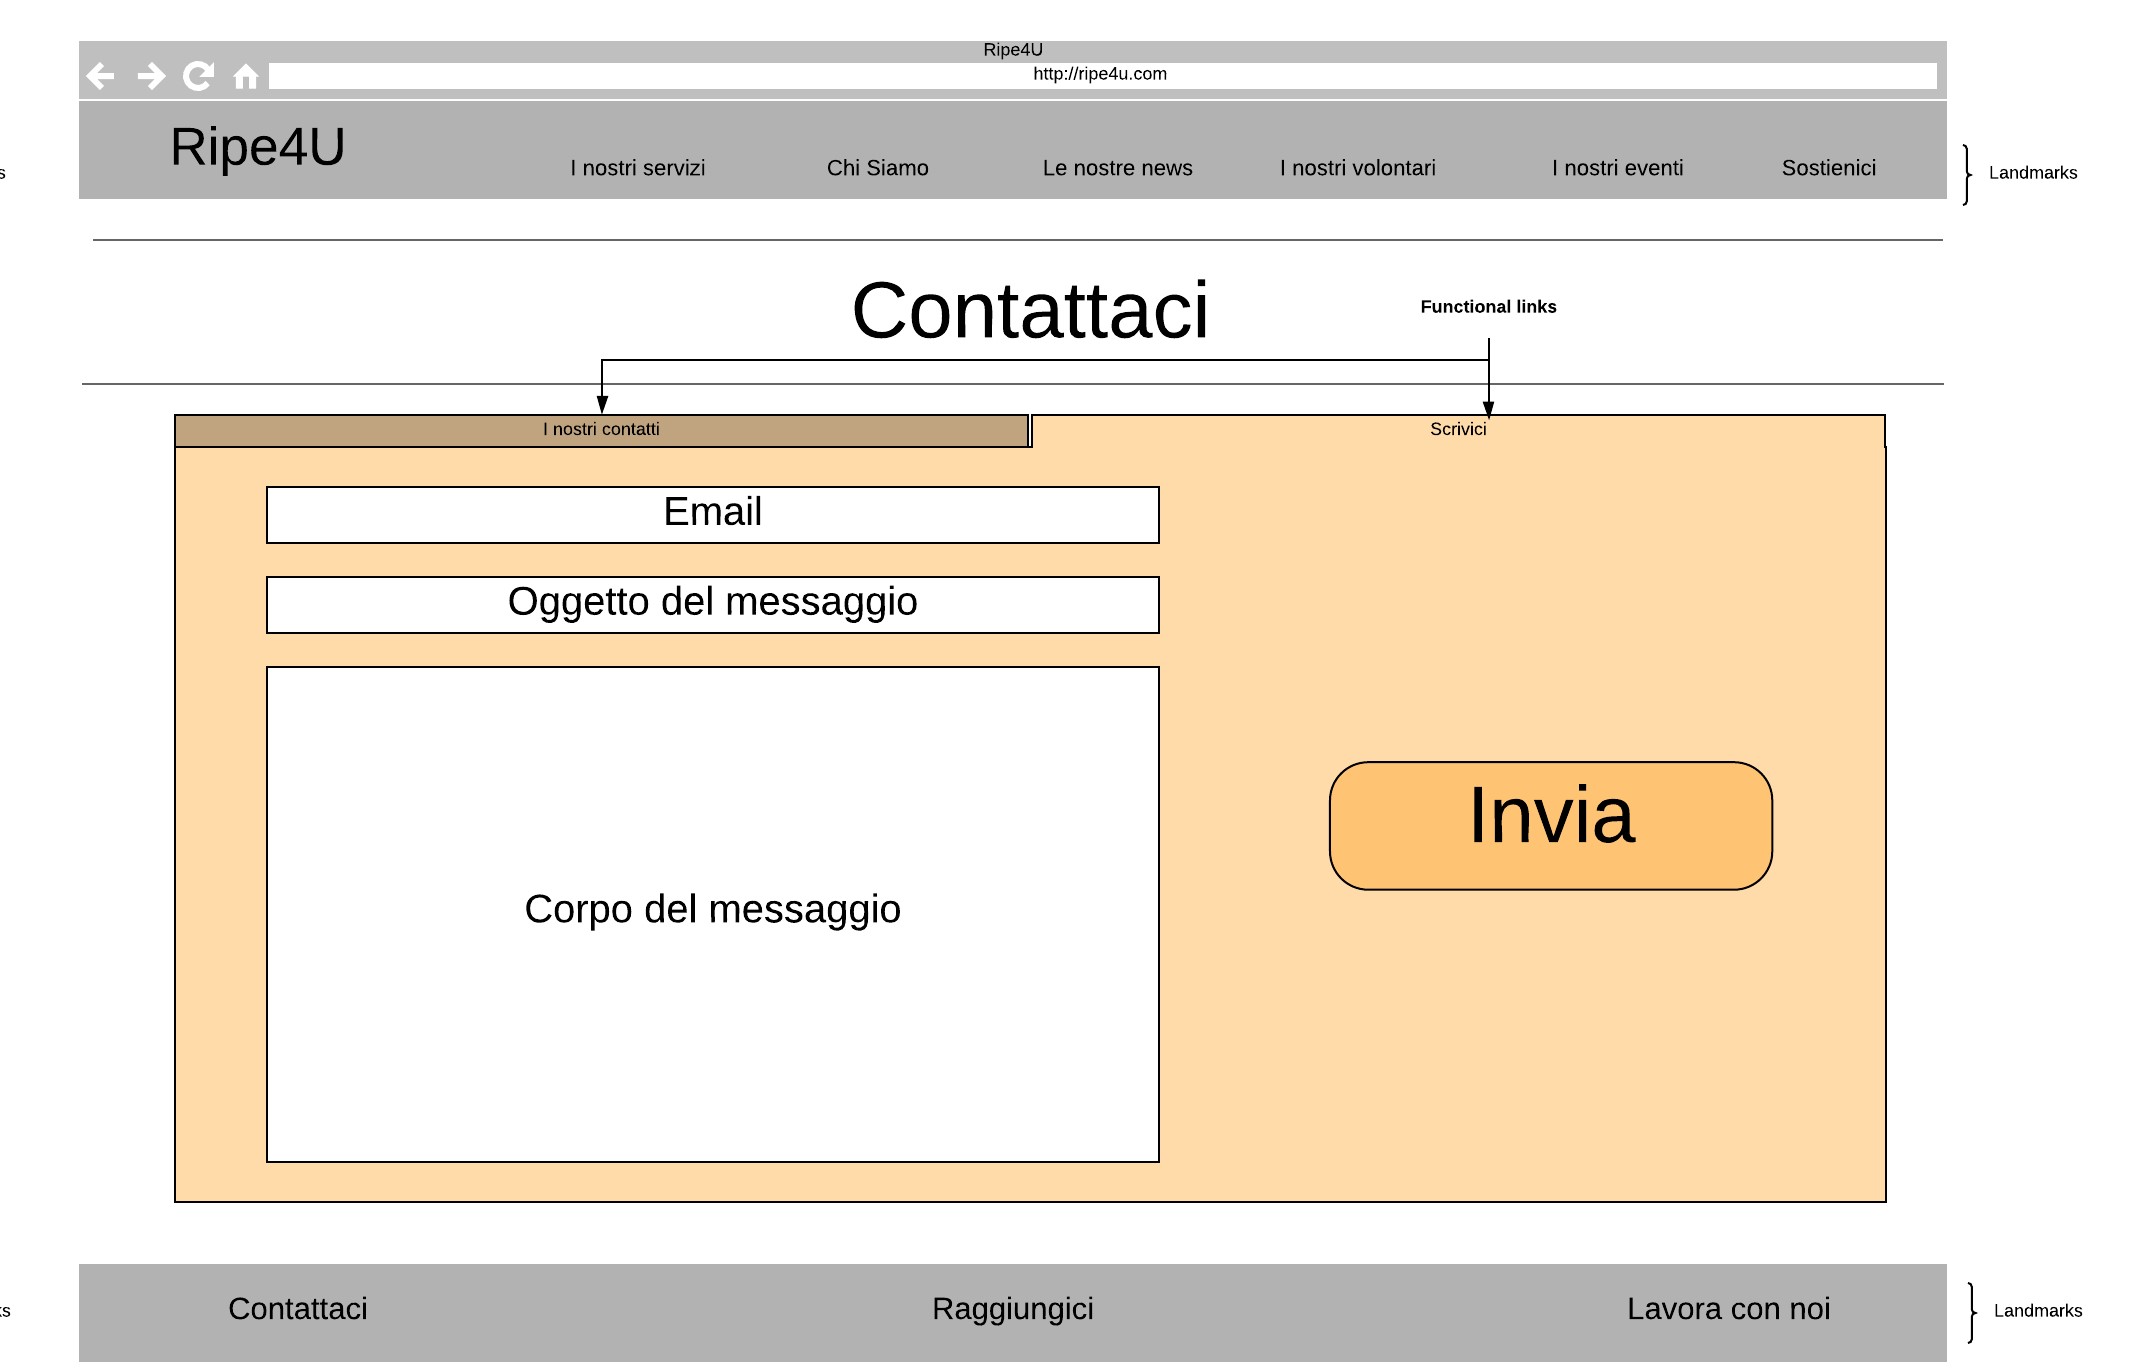 Ripe4U
http://ripe4u.com
Ripe4U
I nostri servizi
Chi Siamo
Le nostre news
I nostri volontari
I nostri eventi
Sostienici
Landmarks
Contattaci
Functional links
I nostri contatti
Scrivici
Email
Oggetto del messaggio
Corpo del messaggio
Invia
Contattaci
Raggiungici
Lavora con noi
Landmarks